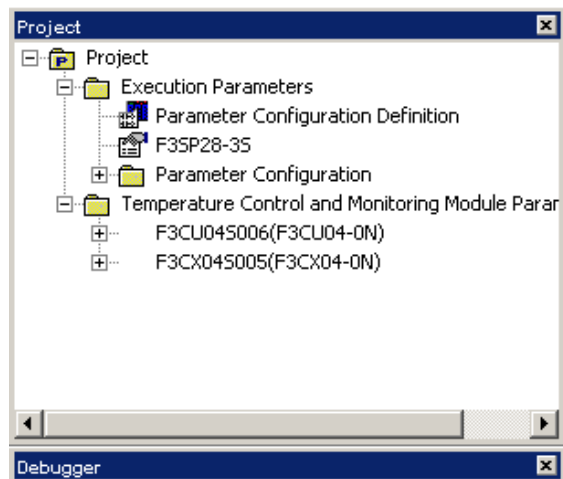 Project
Project
Execution Parameters
Parameter Configuration Definition
F3SP28-3S
Parameter Configuration
Temperature Control and Monitoring Module Parar
F3CU04S006(F3CU04-0N)
F3CX04S005(F3CX04-0N)
Debugger